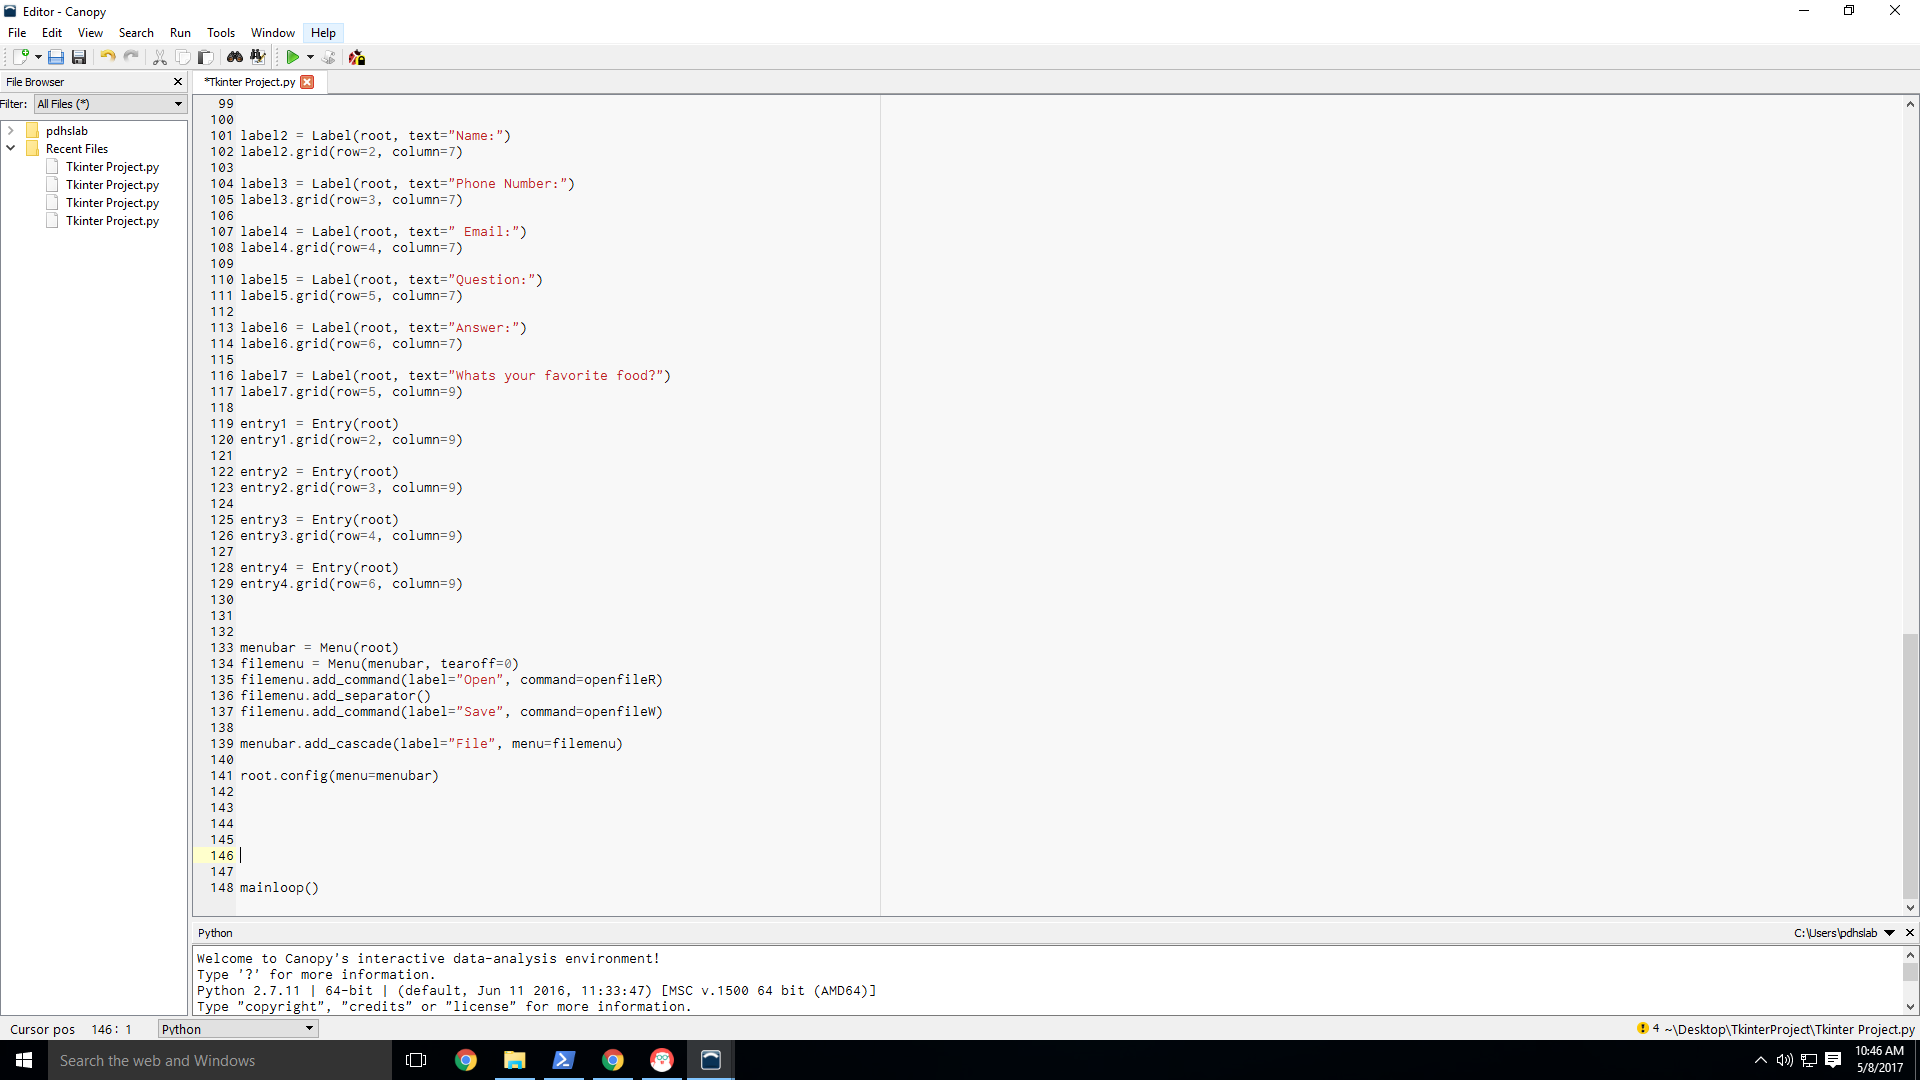 Editor - Canopy
File Edit View Search Run Tools Window Help
File Browser
*Tkinter Project.py
Filter: All Files (*)
pdhslab
Recent Files
Tkinter Project.py
Tkinter Project.py
Tkinter Project.py
Tkinter Project.py
99
100
101 label2 = Label(root, text="Name:")
102 label2.grid(row=2, column=7)
103
104 label3 = Label(root, text="Phone Number:")
105 label3.grid(row=3, column=7)
106
107 label4 = Label(root, text=" Email:")
108 label4.grid(row=4, column=7)
109
110 label5 = Label(root, text="Question:")
111 label5.grid(row=5, column=7)
112
113 label6 = Label(root, text="Answer:")
114 label6.grid(row=6, column=7)
115
116 label7 = Label(root, text="Whats your favorite food?")
117 label7.grid(row=5, column=9)
118
119 entry1 = Entry(root)
120 entry1.grid(row=2, column=9)
121
122 entry2 = Entry(root)
123 entry2.grid(row=3, column=9)
124
125 entry3 = Entry(root)
126 entry3.grid(row=4, column=9)
127
128 entry4 = Entry(root)
129 entry4.grid(row=6, column=9)
130
131
132
133 menubar = Menu(root)
134 filemenu = Menu(menubar, tearoff=0)
135 filemenu.add_command(label="Open", command=openfileR)
136 filemenu.add_separator()
137 filemenu.add_command(label="Save", command=openfileW)
138
139 menubar.add_cascade(label="File", menu=filemenu)
140
141 root.config(menu=menubar)
142
143
144
145
146
147
148 mainloop()
Python C:\Users\pdhslab
Welcome to Canopy's interactive data-analysis environment!
Type '?' for more information.
Python 2.7.11 | 64-bit | (default, Jun 11 2016, 11:33:47) [MSC v.1500 64 bit (AMD64)]
Type "copyright", "credits" or "license" for more information.
Cursor pos 146 : 1 Python 4 ~\Desktop\TkinterProject\Tkinter Project.py
Search the web and Windows
10:46 AM
5/8/2017